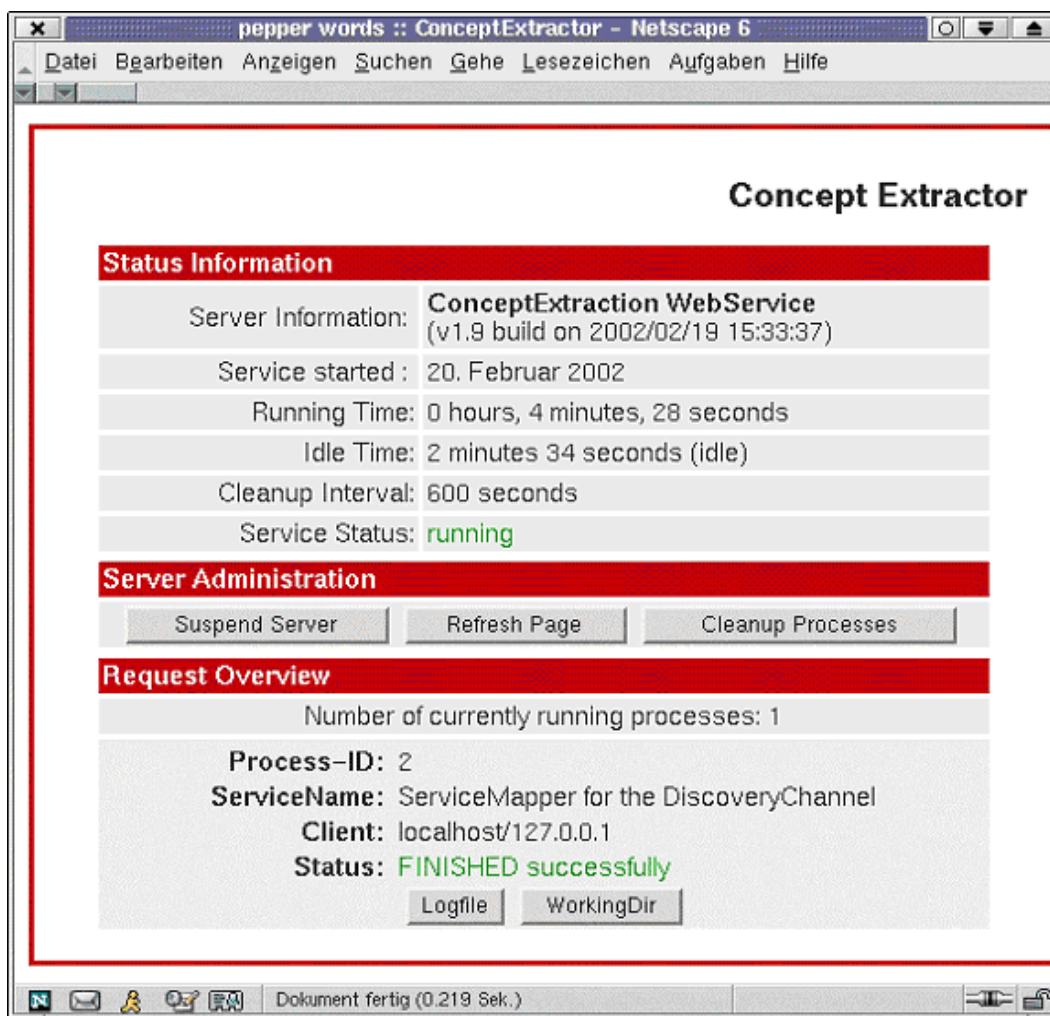 pepper words :: ConceptExtractor – Netscape 6
Datei Bearbeiten Anzeigen Suchen Gehe Lesezeichen Aufgaben Hilfe
Concept Extractor
Status Information
Server Information: ConceptExtraction WebService
(v1.9 build on 2002/02/19 15:33:37)
Service started : 20. Februar 2002
Running Time: 0 hours, 4 minutes, 28 seconds
Idle Time: 2 minutes 34 seconds (idle)
Cleanup Interval: 600 seconds
Service Status: running
Server Administration
Suspend Server Refresh Page Cleanup Processes
Request Overview
Number of currently running processes: 1
Process-ID: 2
ServiceName: ServiceMapper for the DiscoveryChannel
Client: localhost/127.0.0.1
Status: FINISHED successfully
Logfile WorkingDir
N Dokument fertig (0.219 Sek.)